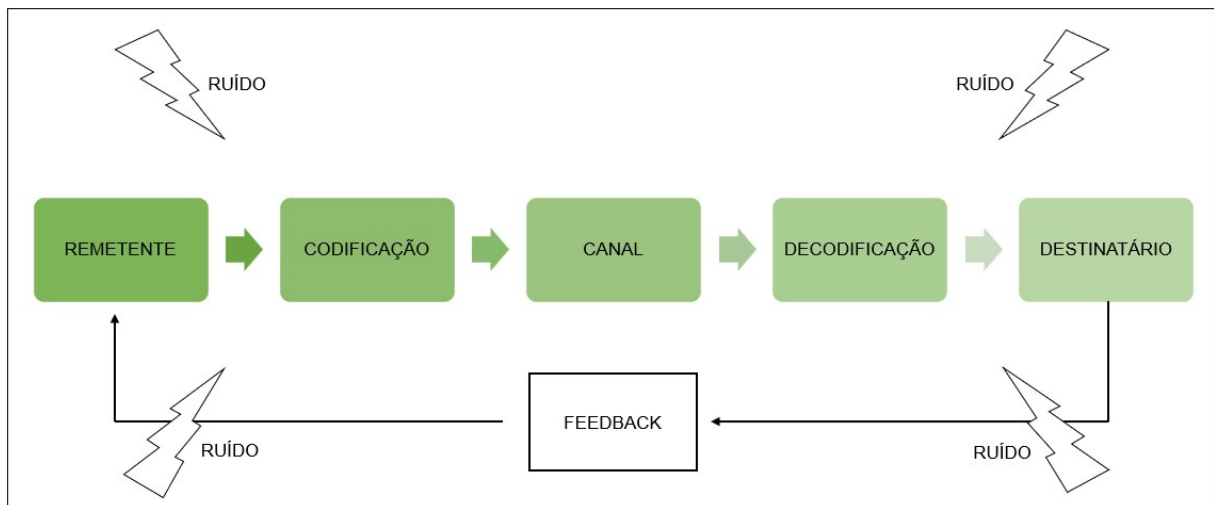 RUÍDO
RUÍDO
REMETENTE
CODIFICAÇÃO
CANAL
DECODIFICAÇÃO
DESTINATÁRIO
FEEDBACK
RUÍDO
RUÍDO